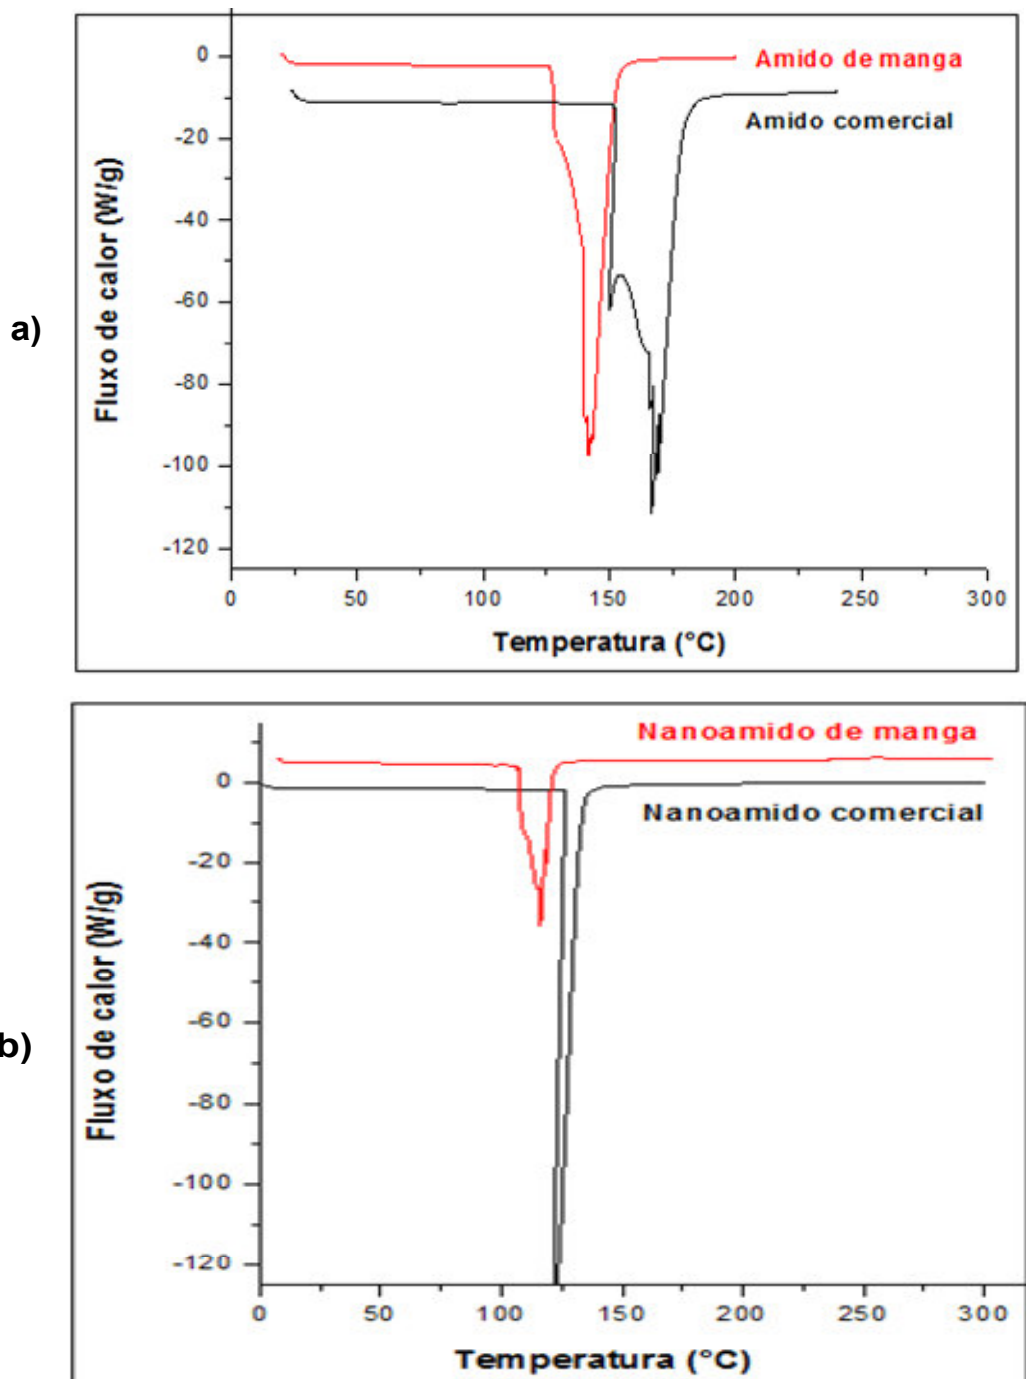 a)
Fluxo de calor (W/g)
0
-20
-40
-60
-80
-100
-120
Amido de manga
Amido comercial
0 50 100 150 200 250 300
Temperatura (°C)
b)
Fluxo de calor (W/g)
0
-20
-40
-60
-80
-100
-120
Nanoamido de manga
Nanoamido comercial
0 50 100 150 200 250 300
Temperatura (°C)